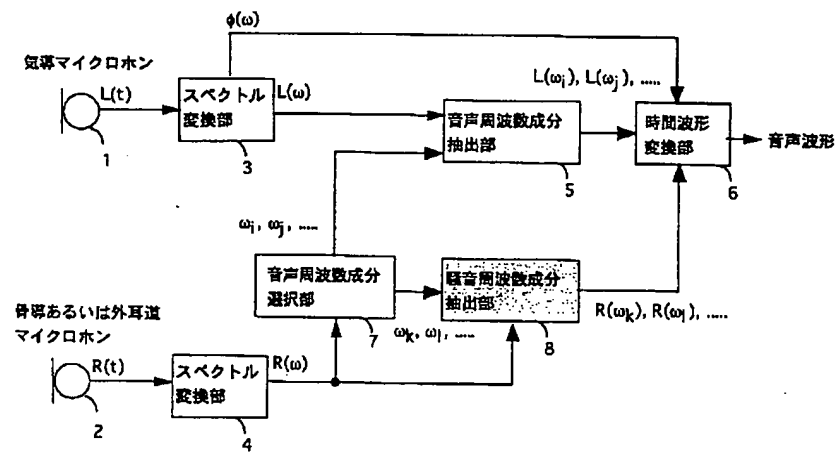 φ(ω)
気導マイクロホン
L(t)
1
スペクトル
変換部
3
L(ω)
音声周波数成分
抽出部
5
L(ωi), L(ωj), .....
時間波形
変換部
6
音声波形
ωi, ωj, .....
音声周波数成分
選択部
7
ωk, ωl, .....
騒音周波数成分
抽出部
8
R(ωk), R(ωl), .....
骨導あるいは外耳道
マイクロホン
R(t)
2
スペクトル
変換部
4
R(ω)